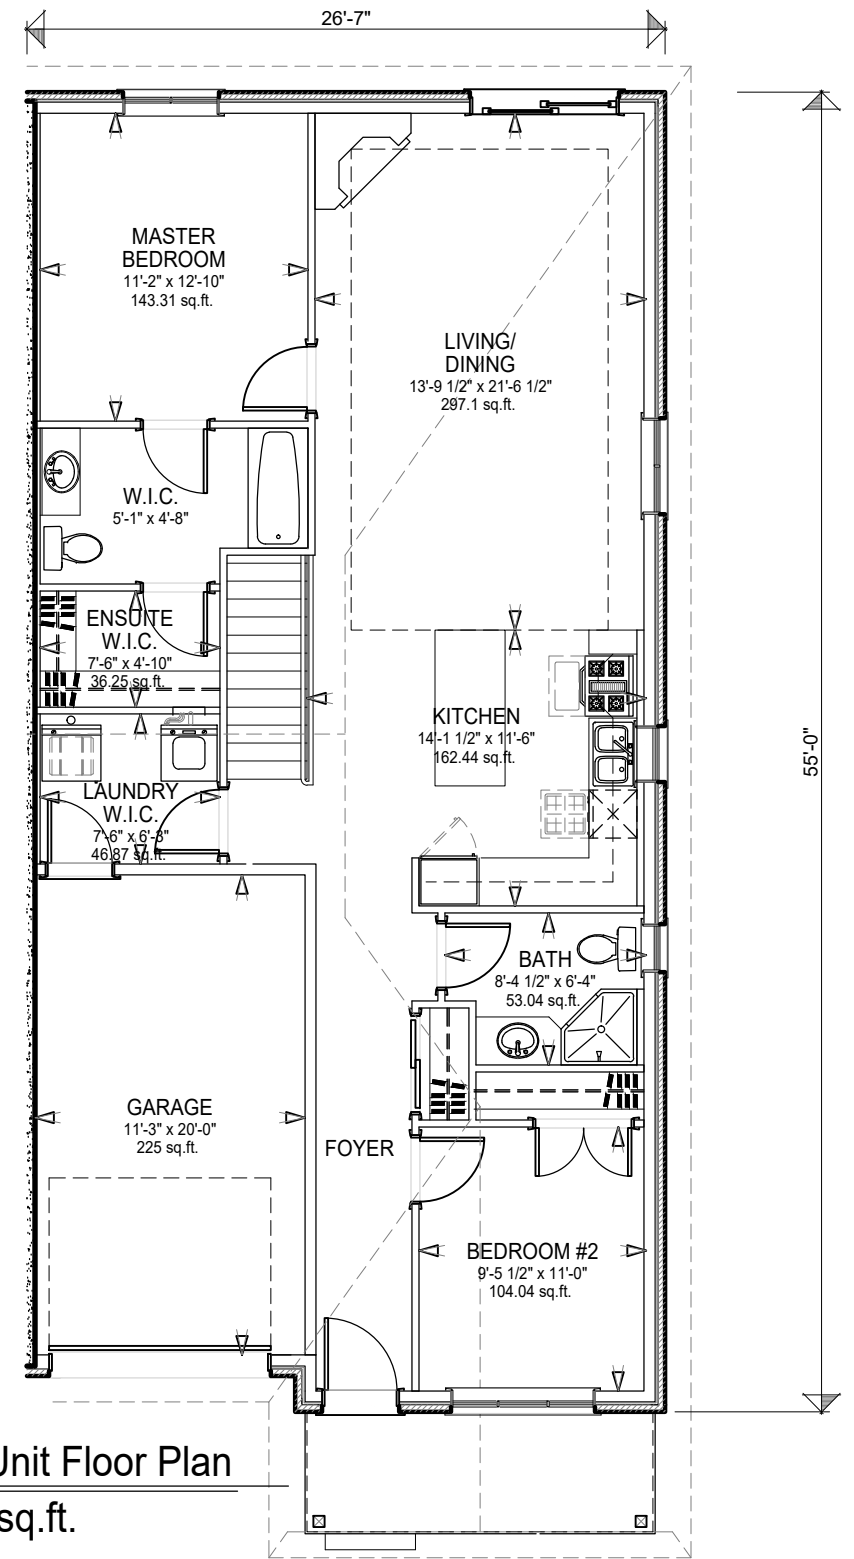 26'-7"
MASTER
BEDROOM
11'-2" x 12'-10"
143.31 sq.ft.
LIVING/
DINING
13'-9 1/2" x 21'-6 1/2"
297.1 sq.ft.
W.I.C.
5'-1" x 4'-8"
ENSUITE
W.I.C.
7'-6" x 4'-10"
36.25 sq.ft.
KITCHEN
14'-1 1/2" x 11'-6"
162.44 sq.ft.
55'-0"
LAUNDRY
W.I.C.
7'-6" x 6'-3"
46.87 sq.ft.
BATH
8'-4 1/2" x 6'-4"
53.04 sq.ft.
GARAGE
11'-3" x 20'-0"
225 sq.ft.
FOYER
BEDROOM #2
9'-5 1/2" x 11'-0"
104.04 sq.ft.
Unit Floor Plan
sq.ft.